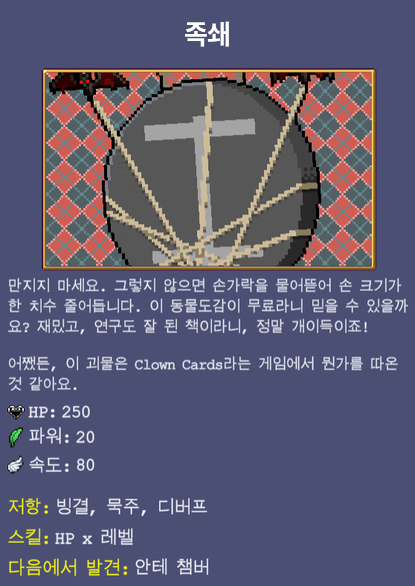 족쇄
만지지 마세요. 그렇지 않으면 손가락을 물어뜯어 손 크기가
한 치수 줄어듭니다. 이 동물도감이 무료라니 믿을 수 있을까
요? 재밌고, 연구도 잘 된 책이라니, 정말 개이득이죠!
어쨌든, 이 괴물은 Clown Cards라는 게임에서 뭔가를 따온
것 같아요.
HP: 250
파워: 20
속도: 80
저항: 빙결, 묵주, 디버프
스킬: HP x 레벨
다음에서 발견: 안테 챔버